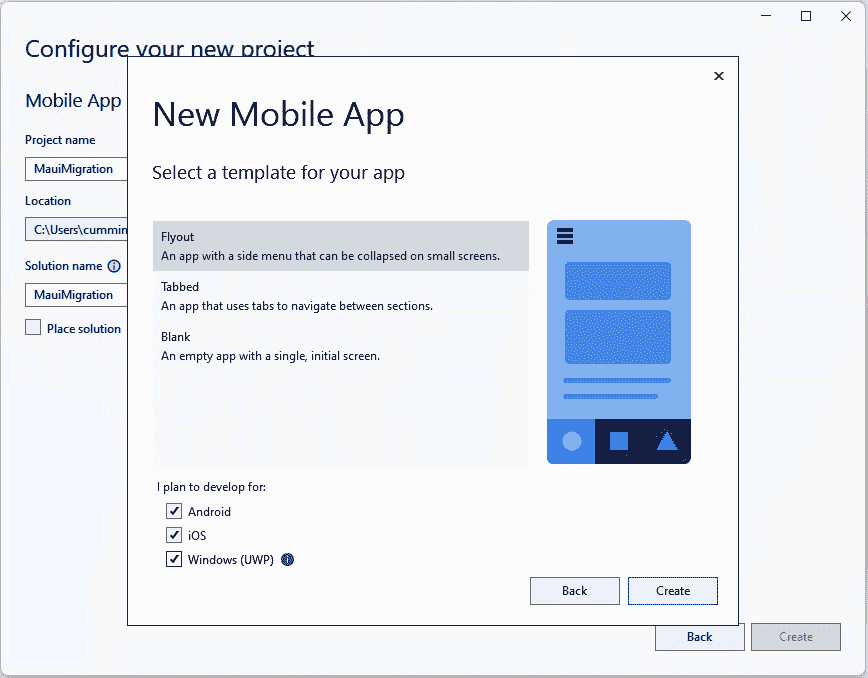 Configure your new project
Mobile App
Project name
MauiMigration
Location
C:\Users\cummin
Solution name
MauiMigration
Place solution
New Mobile App
Select a template for your app
Flyout
An app with a side menu that can be collapsed on small screens.
Tabbed
An app that uses tabs to navigate between sections.
Blank
An empty app with a single, initial screen.
I plan to develop for:
Android
iOS
Windows (UWP)
Back
Create
Back
Create